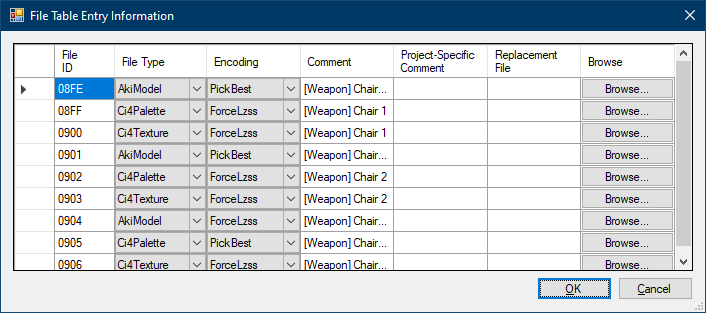 File Table Entry Information
File ID File Type Encoding Comment Project-Specific Comment Replacement File Browse
08FE AkiModel PickBest [Weapon] Chair... Browse...
08FF Ci4Palette ForceLzss [Weapon] Chair 1 Browse...
0900 Ci4Texture ForceLzss [Weapon] Chair 1 Browse...
0901 AkiModel PickBest [Weapon] Chair... Browse...
0902 Ci4Palette ForceLzss [Weapon] Chair 2 Browse...
0903 Ci4Texture ForceLzss [Weapon] Chair 2 Browse...
0904 AkiModel ForceLzss [Weapon] Chair... Browse...
0905 Ci4Palette PickBest [Weapon] Chair... Browse...
0906 Ci4Texture ForceLzss [Weapon] Chair... Browse...
OK Cancel